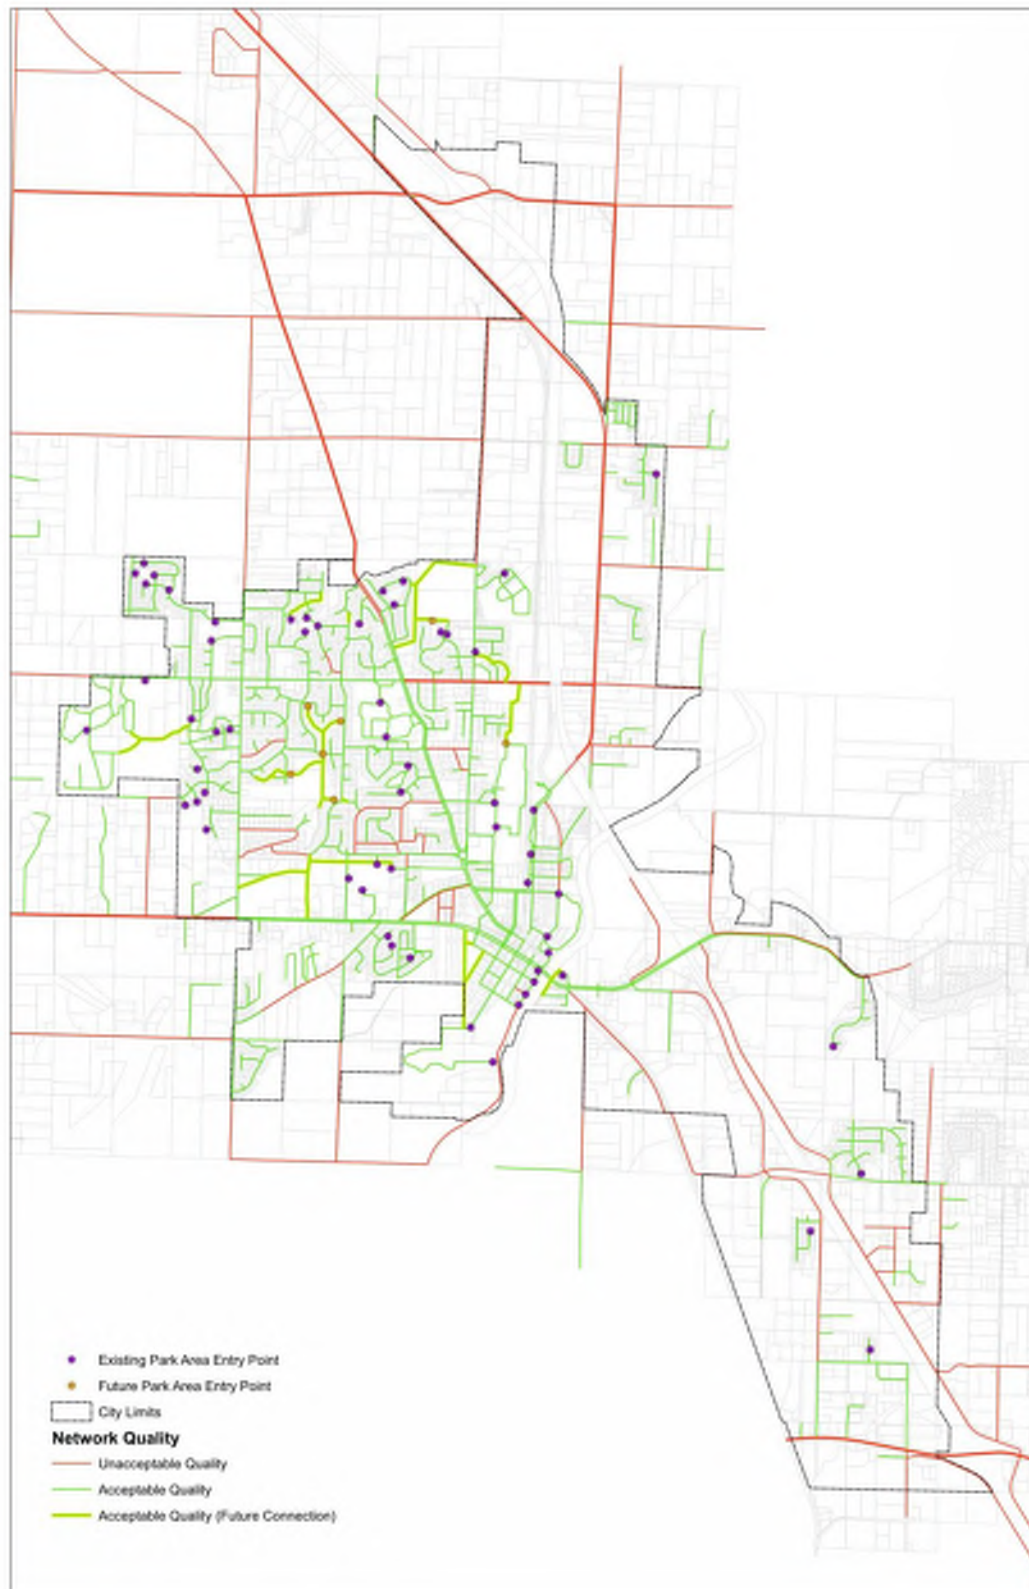 Existing Park Area Entry Point
Future Park Area Entry Point
City Limits
Network Quality
Unacceptable Quality
Acceptable Quality
Acceptable Quality (Future Connection)